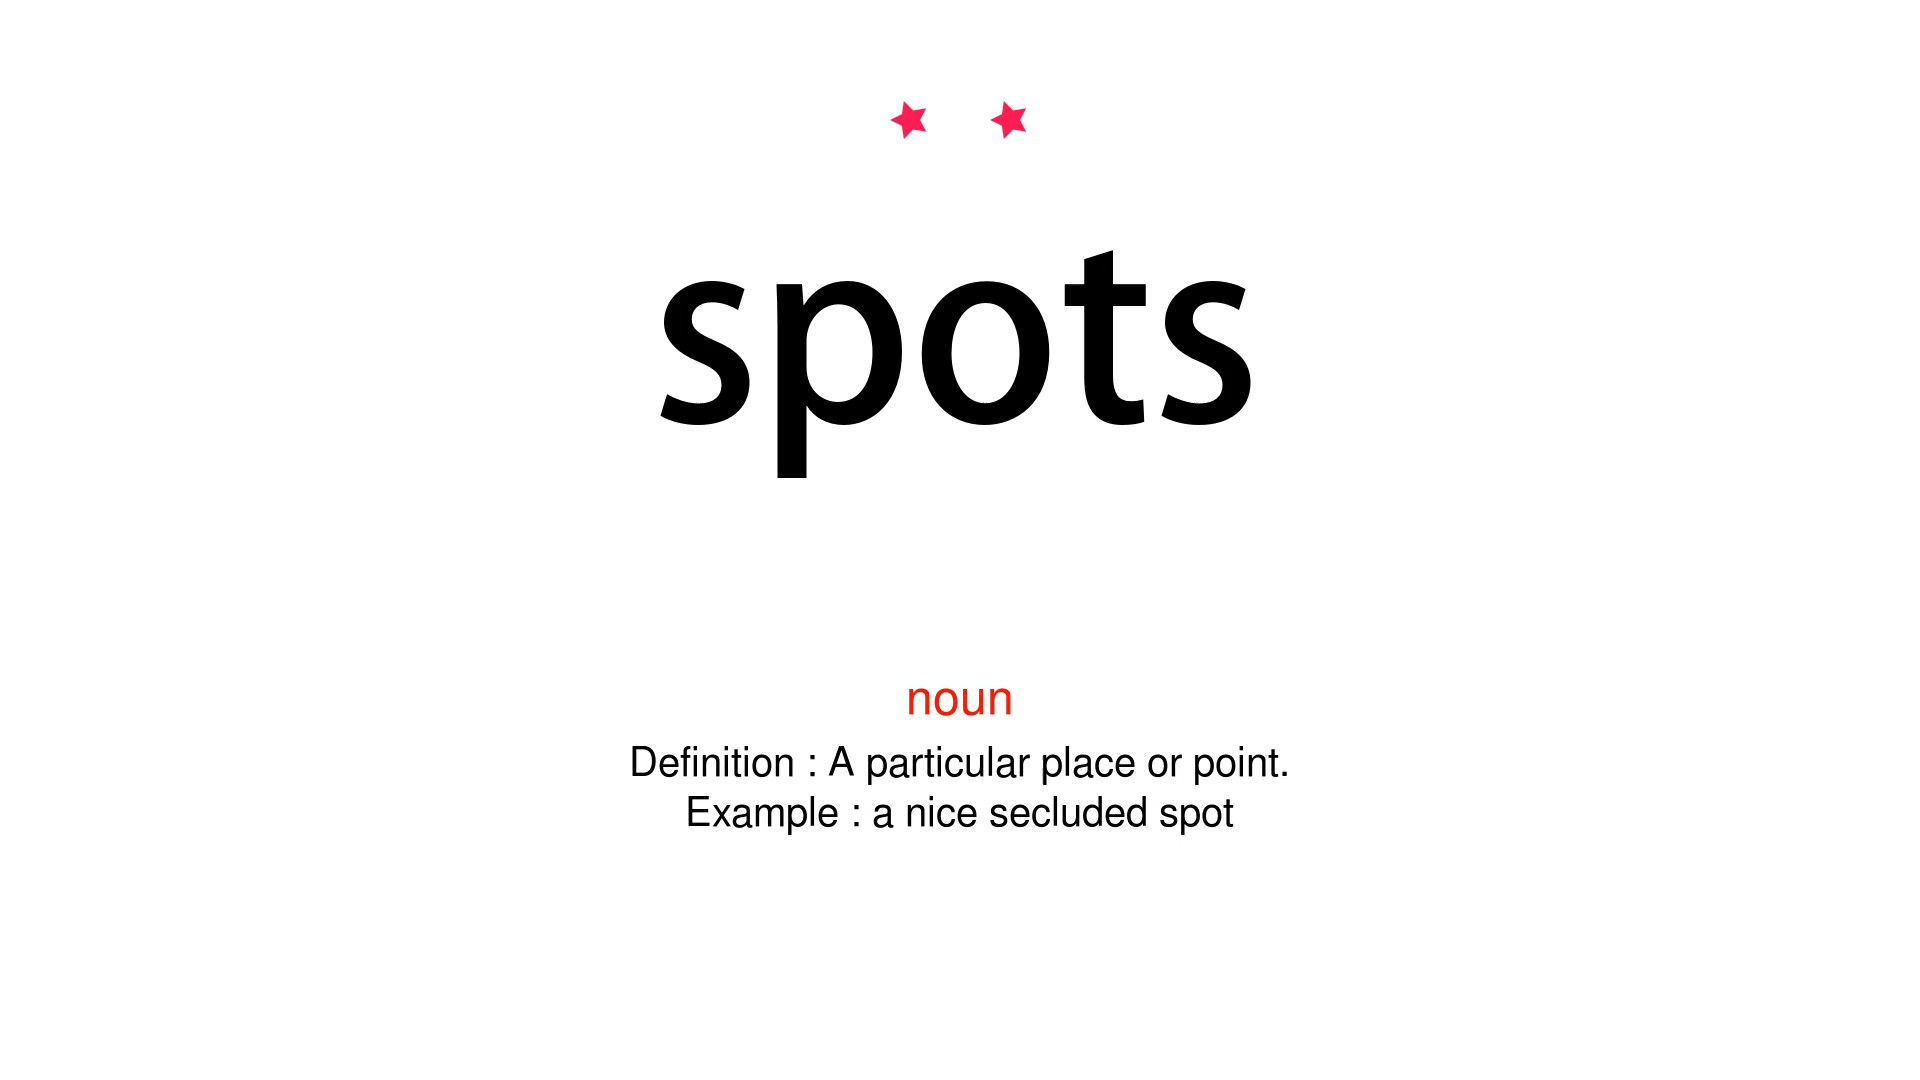 spots
noun
Definition : A particular place or point.
Example : a nice secluded spot